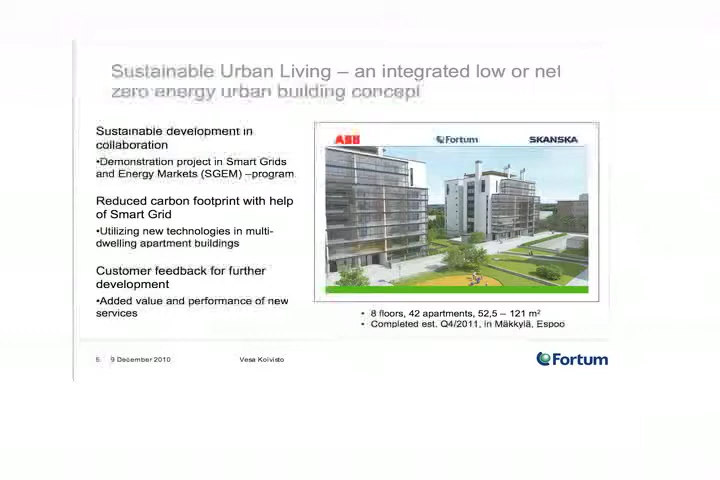 Sustainable Urban Living – an integrated low or net
zero energy urban building concept
Sustainable development in
collaboration
•Demonstration project in Smart Grids
and Energy Markets (SGEM) –program
Reduced carbon footprint with help
of Smart Grid
•Utilizing new technologies in multi-
dwelling apartment buildings
Customer feedback for further
development
•Added value and performance of new
services
ABB Fortum SKANSKA
• 8 floors, 42 apartments, 52,5 – 121 m²
• Completed est. Q4/2011, in Mäkkylä, Espoo
5 9 December 2010 Vesa Koivisto
Fortum